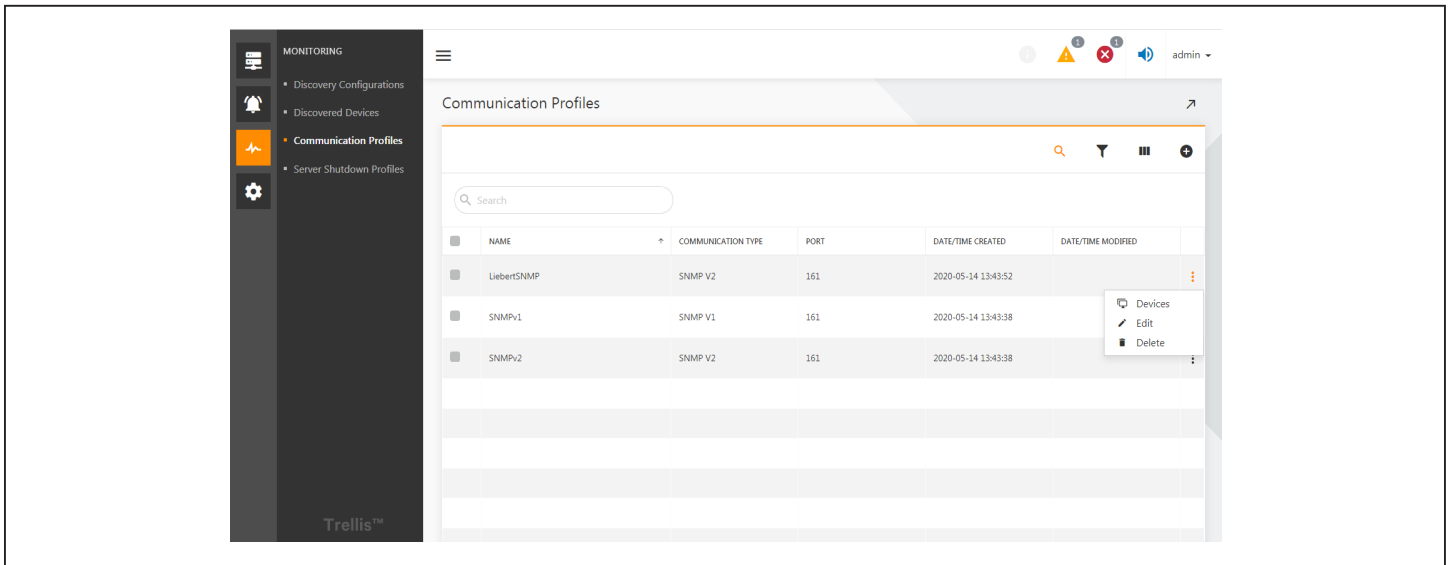 MONITORING
Discovery Configurations
Discovered Devices
Communication Profiles
Server Shutdown Profiles
Trellis™
1
1
1
admin
Communication Profiles
Search
NAME COMMUNICATION TYPE PORT DATE/TIME CREATED DATE/TIME MODIFIED
LiebertSNMP SNMP V2 161 2020-05-14 13:43:52
Devices
Edit
Delete
SNMPv1 SNMP V1 161 2020-05-14 13:43:38
SNMPv2 SNMP V2 161 2020-05-14 13:43:38